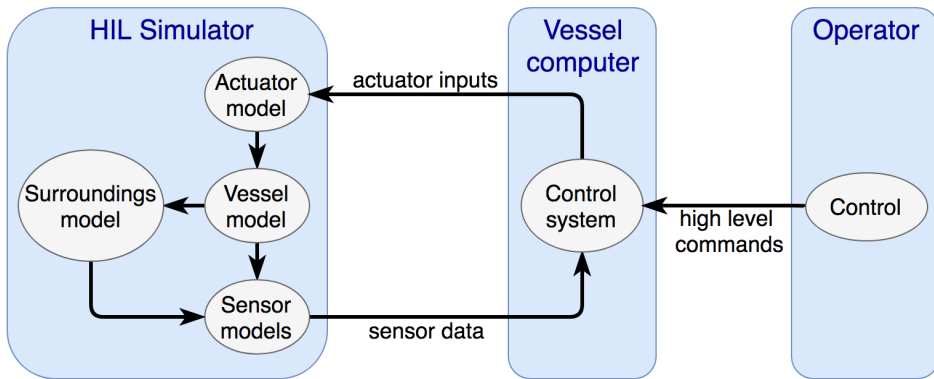 HIL Simulator
Vessel
computer
Operator
Actuator
model
actuator inputs
Surroundings
model
Vessel
model
Control
system
high level
commands
Control
Sensor
models
sensor data